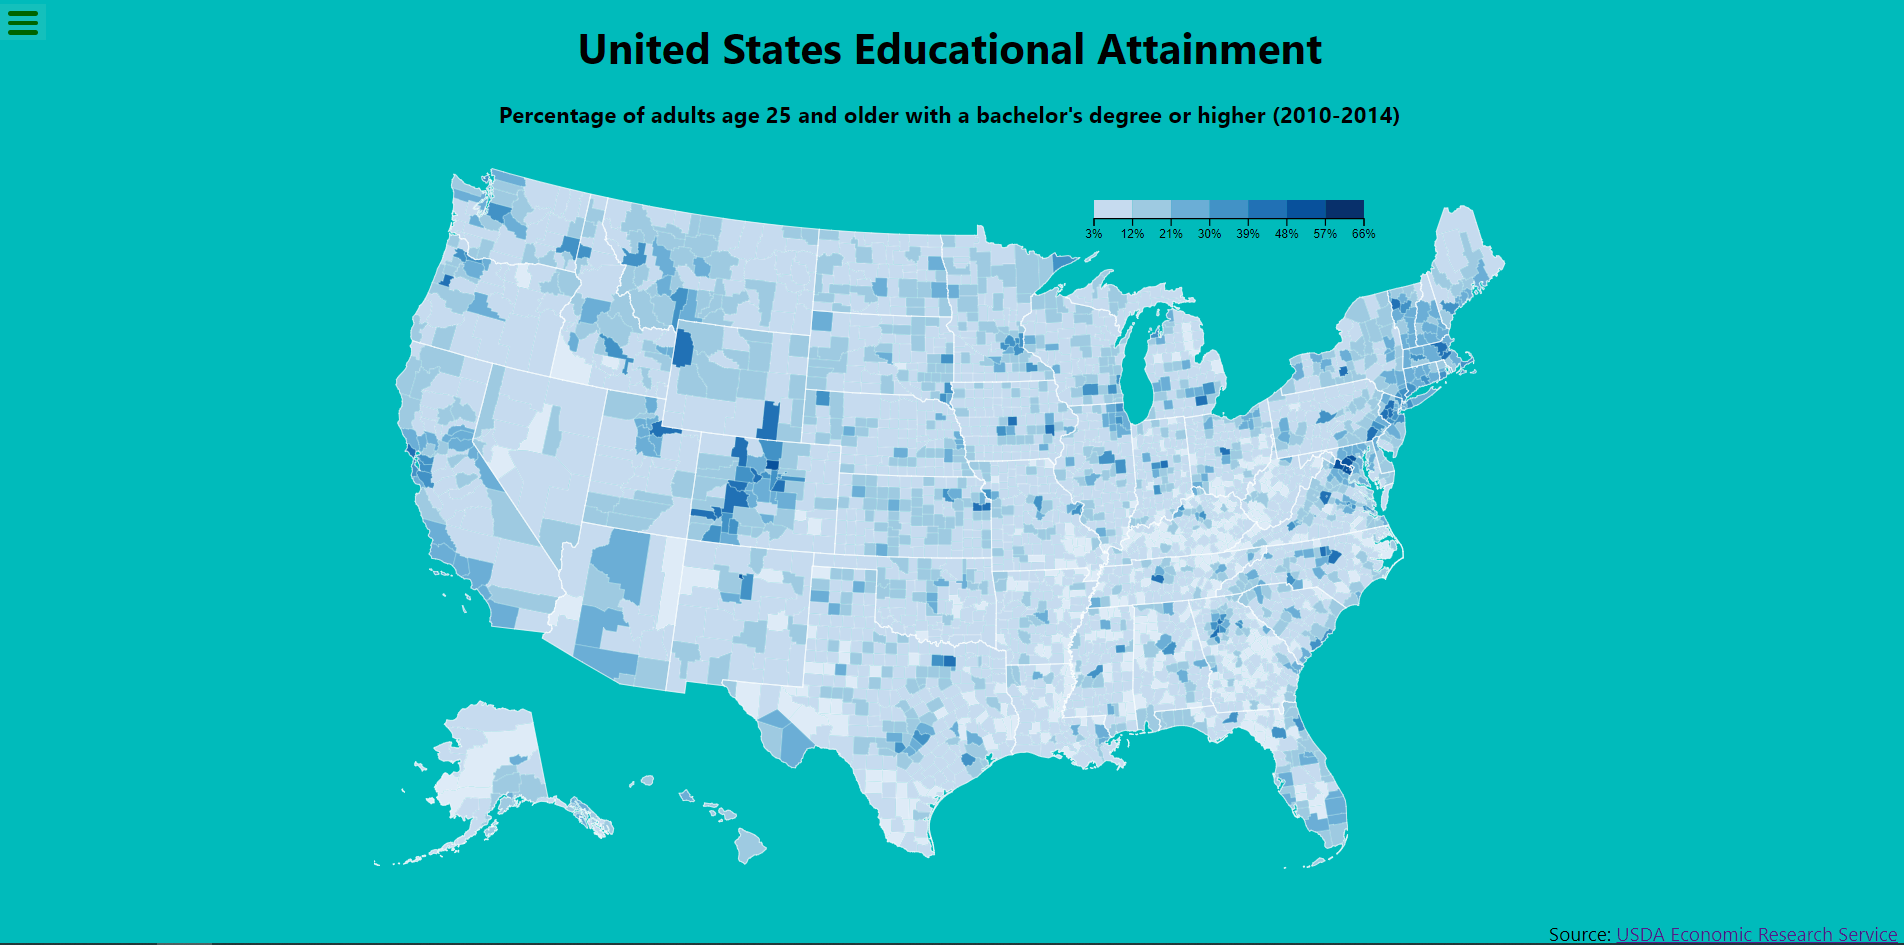 United States Educational Attainment
Percentage of adults age 25 and older with a bachelor's degree or higher (2010-2014)
3% 12% 21% 30% 39% 48% 57% 66%
Source: USDA Economic Research Service